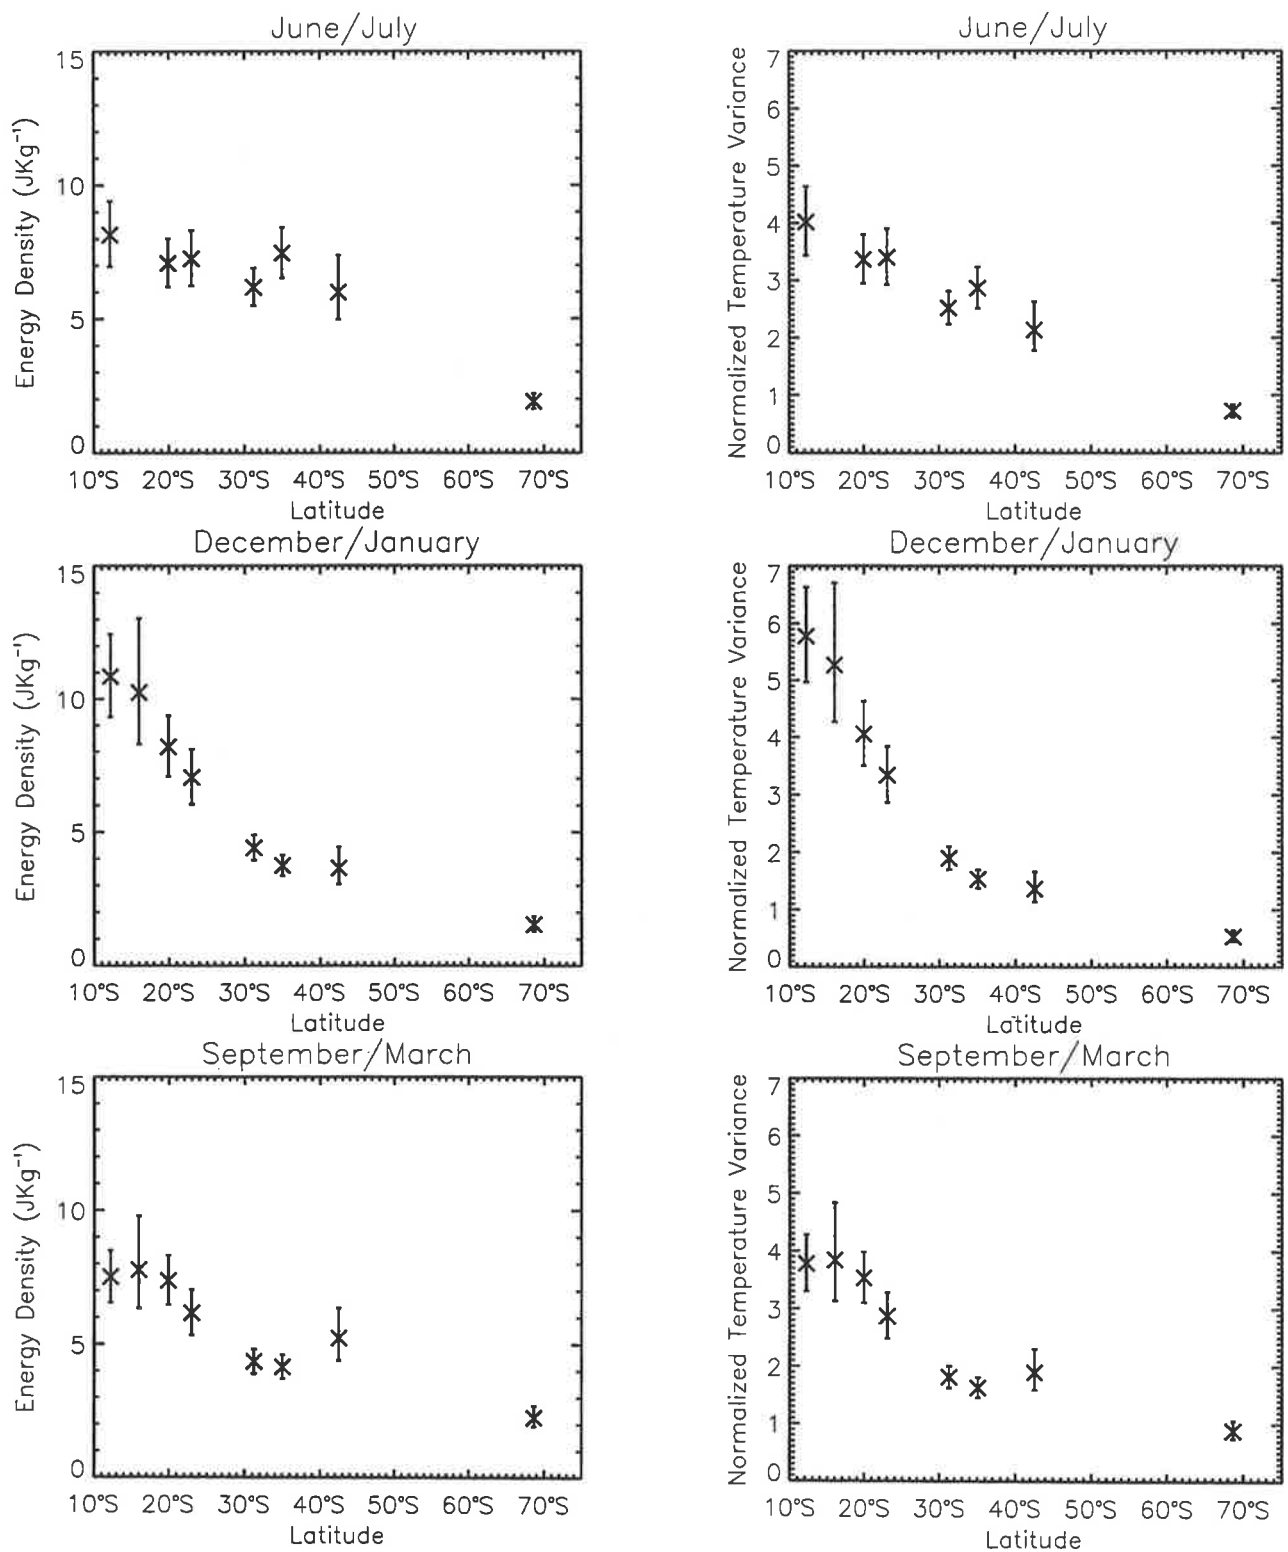 June/July
15
10
5
0
Energy Density (JKg⁻¹)
10°S 20°S 30°S 40°S 50°S 60°S 70°S
Latitude
June/July
7
6
5
4
3
2
1
0
Normalized Temperature Variance
10°S 20°S 30°S 40°S 50°S 60°S 70°S
Latitude
December/January
15
10
5
0
Energy Density (JKg⁻¹)
10°S 20°S 30°S 40°S 50°S 60°S 70°S
Latitude
December/January
7
6
5
4
3
2
1
0
Normalized Temperature Variance
10°S 20°S 30°S 40°S 50°S 60°S 70°S
Latitude
September/March
15
10
5
0
Energy Density (JKg⁻¹)
10°S 20°S 30°S 40°S 50°S 60°S 70°S
Latitude
September/March
7
6
5
4
3
2
1
0
Normalized Temperature Variance
10°S 20°S 30°S 40°S 50°S 60°S 70°S
Latitude